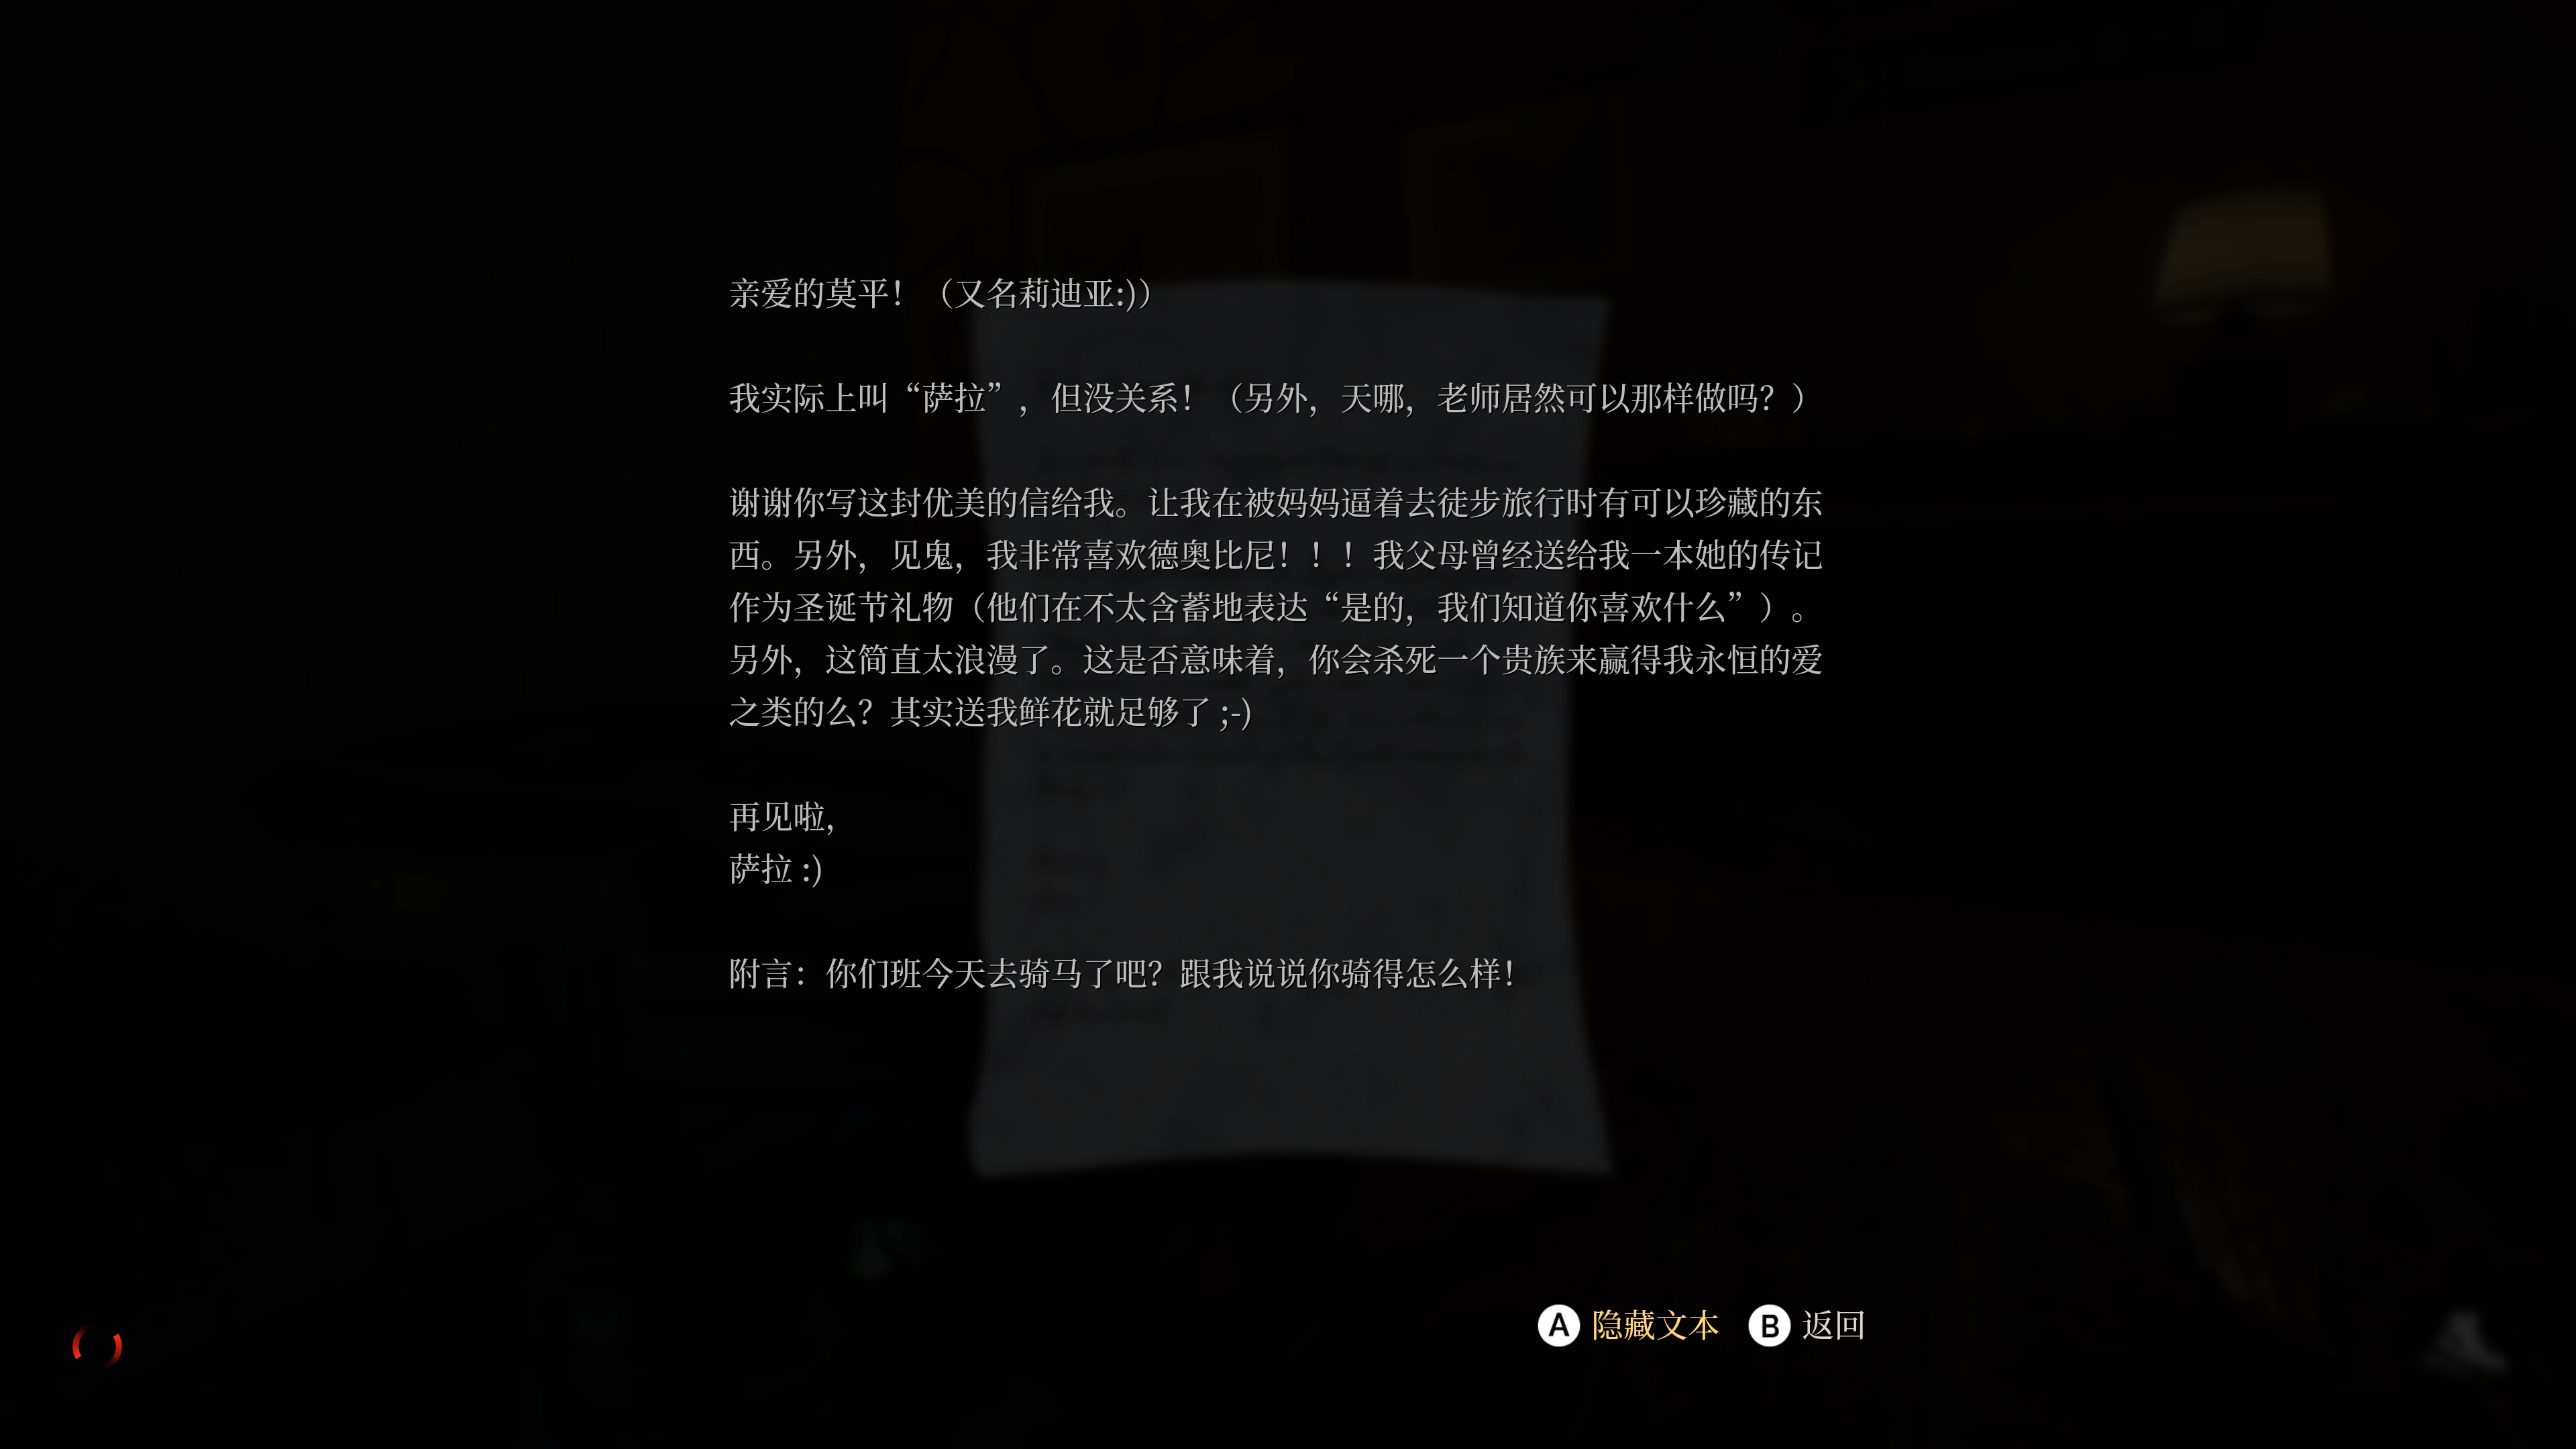 亲爱的莫平！（又名莉迪亚:)）
我实际上叫“萨拉”，但没关系！（另外，天哪，老师居然可以那样做吗？）
谢谢你写这封优美的信给我。让我在被妈妈逼着去徒步旅行时有可以珍藏的东
西。另外，见鬼，我非常喜欢德奥比尼！！！我父母曾经送给我一本她的传记
作为圣诞节礼物（他们在不太含蓄地表达“是的，我们知道你喜欢什么”）。
另外，这简直太浪漫了。这是否意味着，你会杀死一个贵族来赢得我永恒的爱
之类的么？其实送我鲜花就足够了 ;-)
再见啦，
萨拉 :)
附言：你们班今天去骑马了吧？跟我说说你骑得怎么样！
A 隐藏文本 B 返回